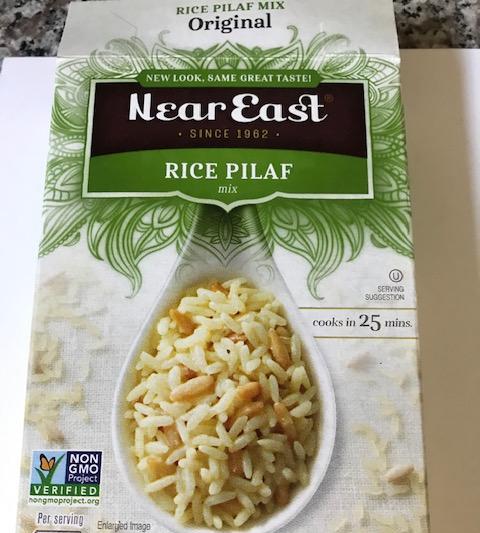 RICE PILAF MIX
Original
NEW LOOK, SAME GREAT TASTE!
Near East®
• SINCE 1962 •
RICE PILAF
mix
U
SERVING
SUGGESTION
cooks in 25 mins.
NON
GMO
Project
VERIFIED
nongmoproject.org
Per serving
Enlarged Image